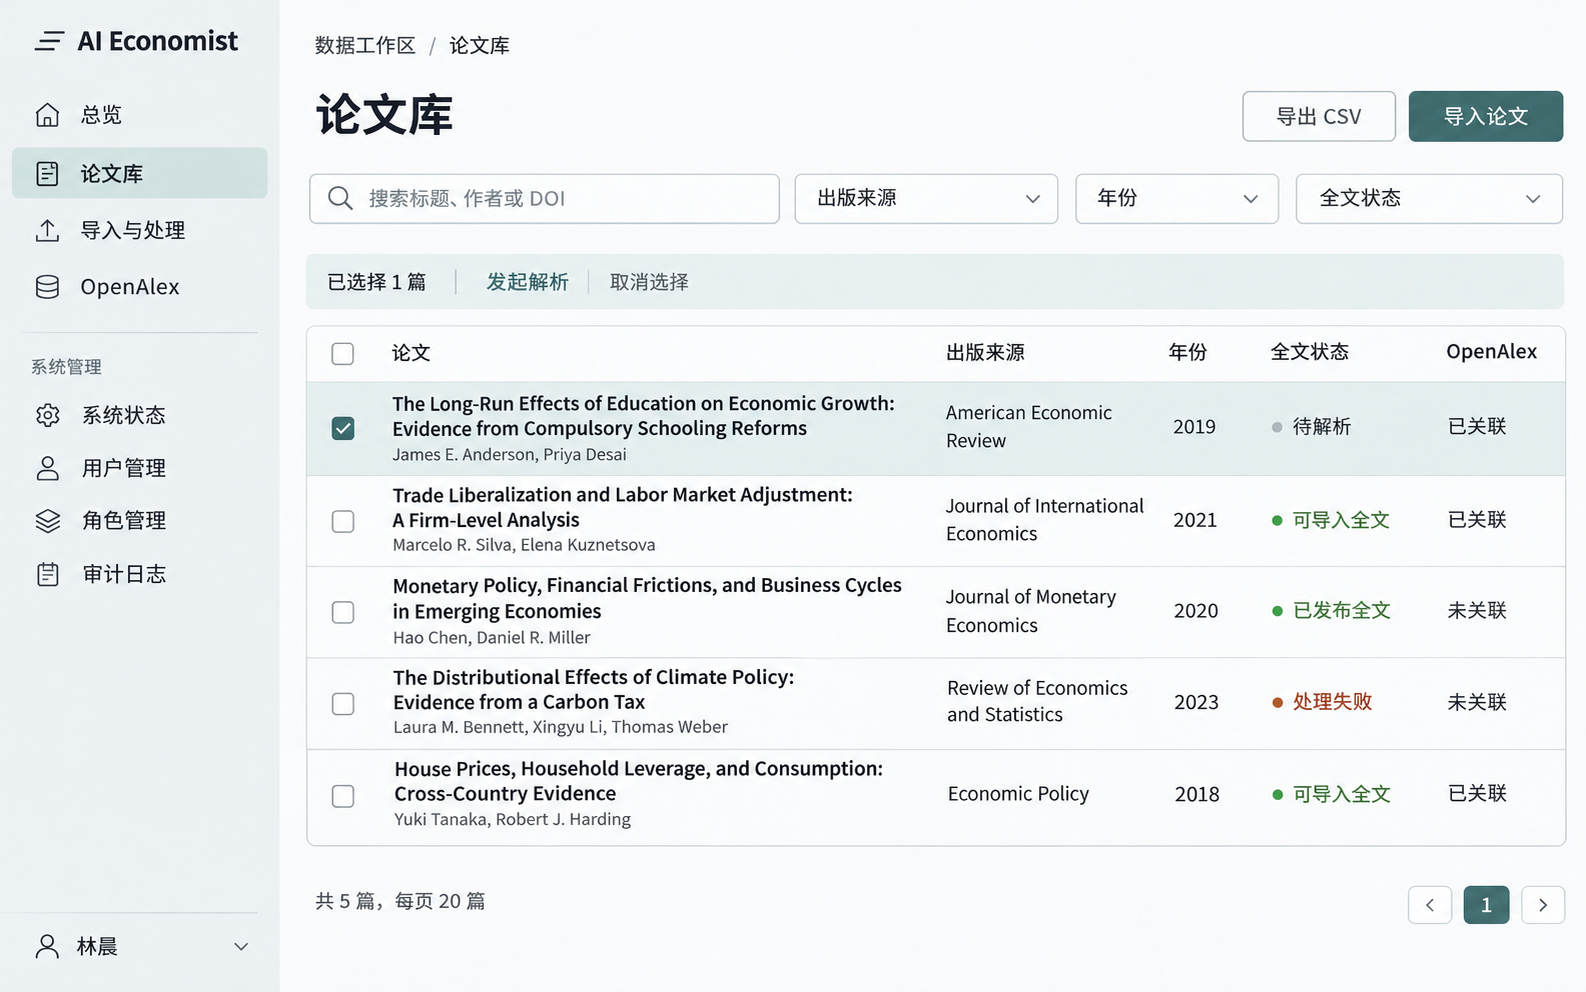 AI Economist
总览
论文库
导入与处理
OpenAlex
系统管理
系统状态
用户管理
角色管理
审计日志
林晨
数据工作区 / 论文库
论文库
导出 CSV
导入论文
搜索标题、作者或 DOI
出版来源
年份
全文状态
已选择 1 篇
发起解析
取消选择
论文
出版来源
年份
全文状态
OpenAlex
The Long-Run Effects of Education on Economic Growth:
Evidence from Compulsory Schooling Reforms
James E. Anderson, Priya Desai
American Economic
Review
2019
待解析
已关联
Trade Liberalization and Labor Market Adjustment:
A Firm-Level Analysis
Marcelo R. Silva, Elena Kuznetsova
Journal of International
Economics
2021
可导入全文
已关联
Monetary Policy, Financial Frictions, and Business Cycles
in Emerging Economies
Hao Chen, Daniel R. Miller
Journal of Monetary
Economics
2020
已发布全文
未关联
The Distributional Effects of Climate Policy:
Evidence from a Carbon Tax
Laura M. Bennett, Xingyu Li, Thomas Weber
Review of Economics
and Statistics
2023
处理失败
未关联
House Prices, Household Leverage, and Consumption:
Cross-Country Evidence
Yuki Tanaka, Robert J. Harding
Economic Policy
2018
可导入全文
已关联
共 5 篇，每页 20 篇
1